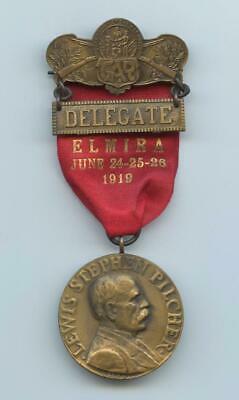 GAR
DELEGATE
ELMIRA
JUNE 24-25-26
1919
LEWIS STEPHEN PILCHER